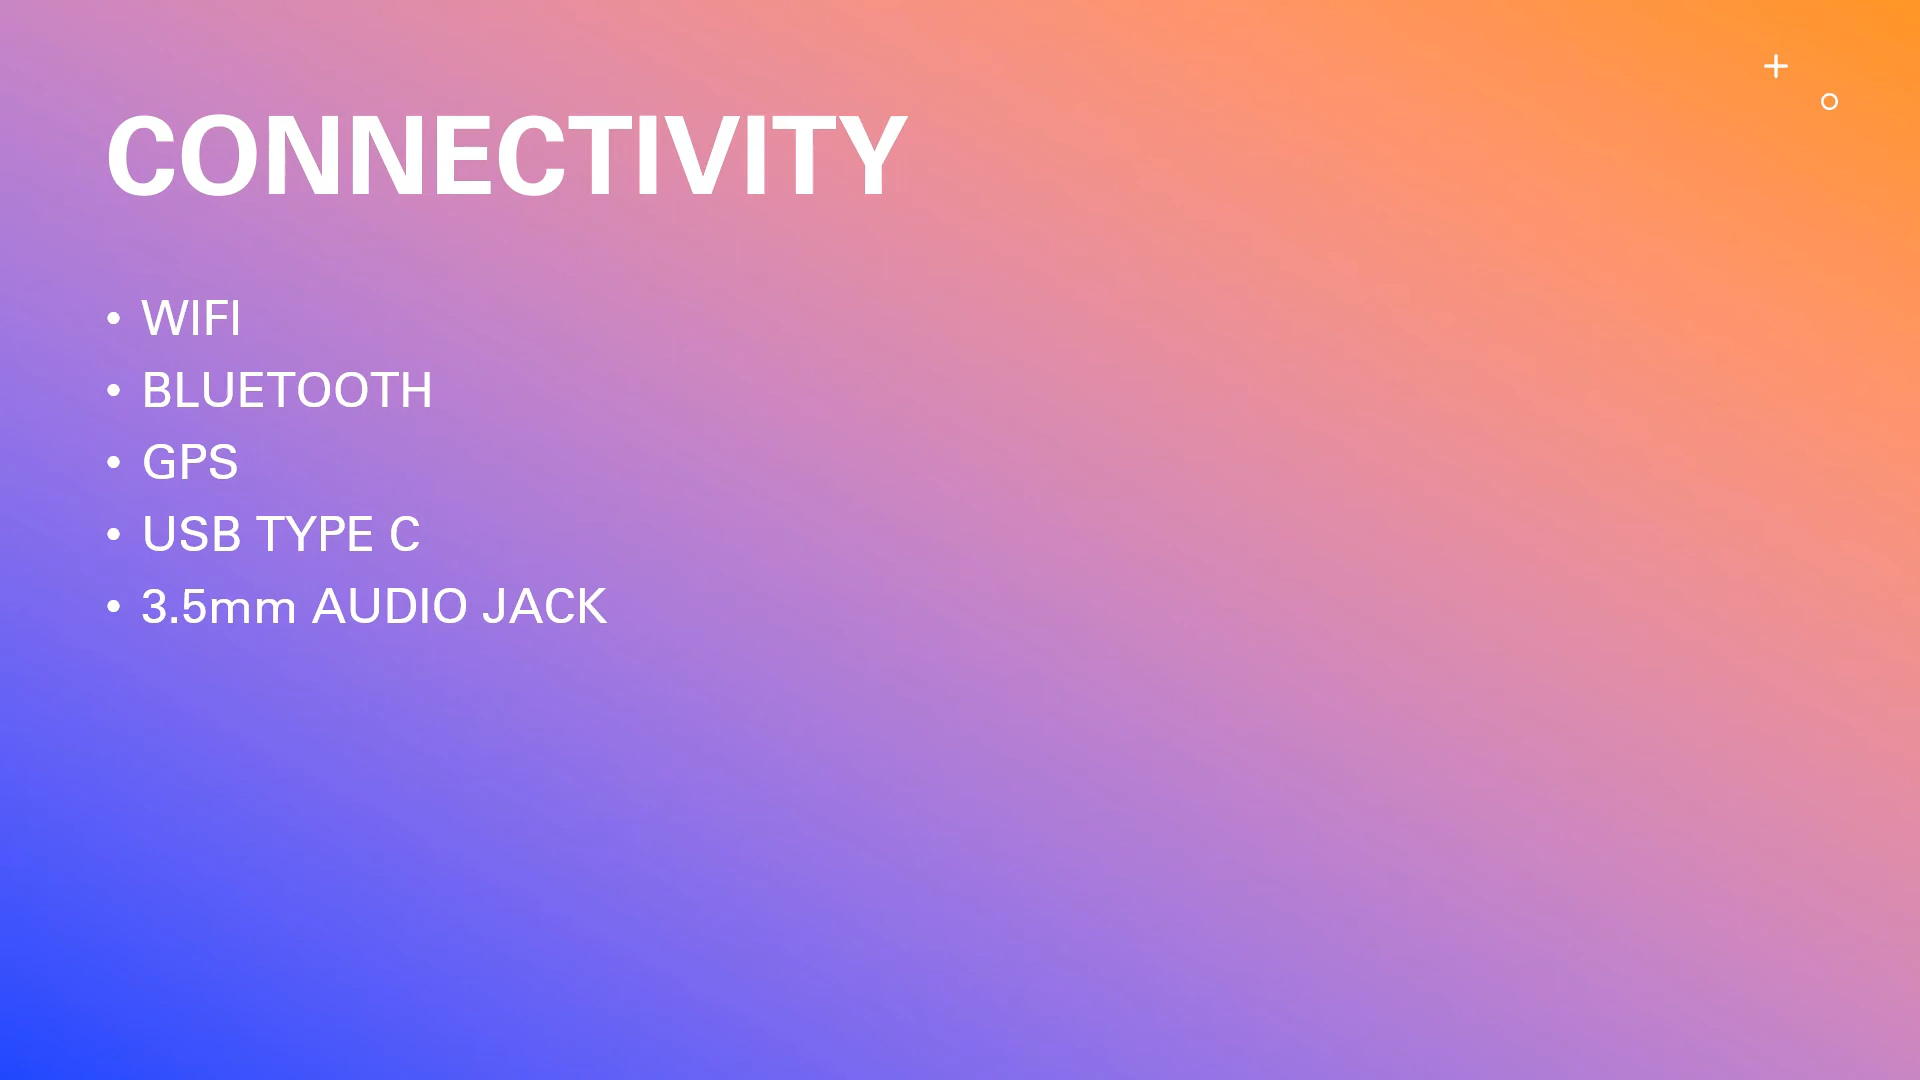 CONNECTIVITY
• WIFI
• BLUETOOTH
• GPS
• USB TYPE C
• 3.5mm AUDIO JACK